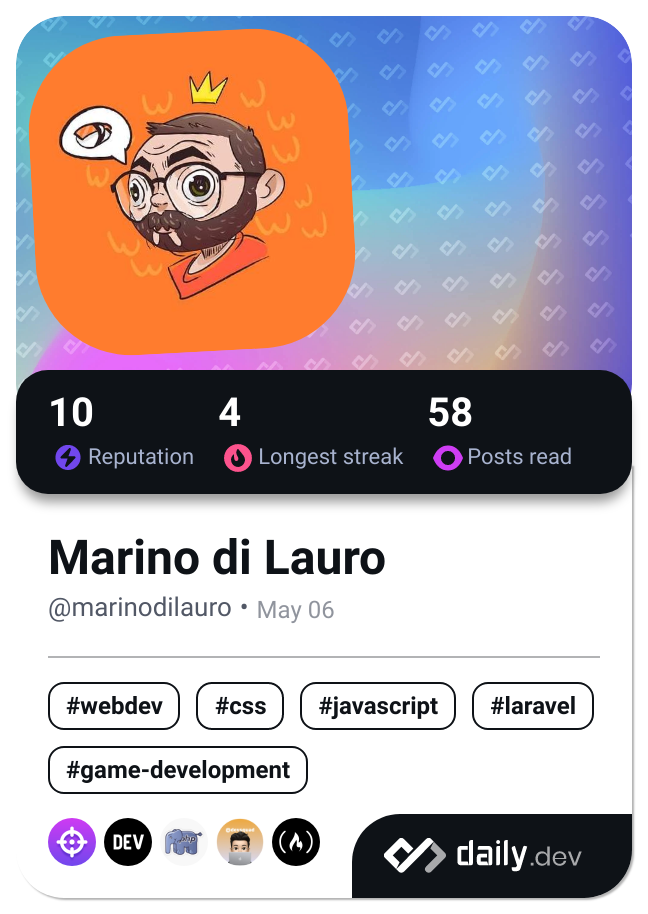 10 4 58
Reputation Longest streak Posts read
Marino di Lauro
@marinodilauro • May 06
#webdev #css #javascript #laravel
#game-development
DEV php
daily.dev